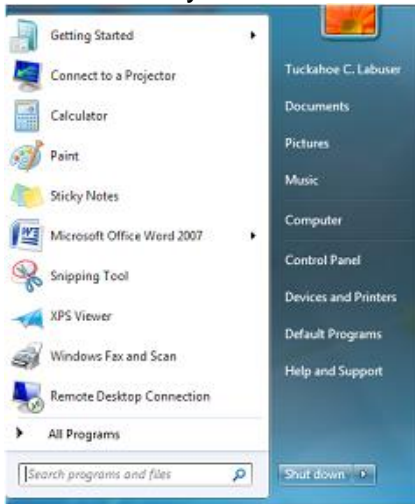 Getting Started
Connect to a Projector
Calculator
Paint
Sticky Notes
Microsoft Office Word 2007
Snipping Tool
XPS Viewer
Windows Fax and Scan
Remote Desktop Connection
All Programs
Search programs and files
Tuckahoe C. Labuser
Documents
Pictures
Music
Computer
Control Panel
Devices and Printers
Default Programs
Help and Support
Shut down